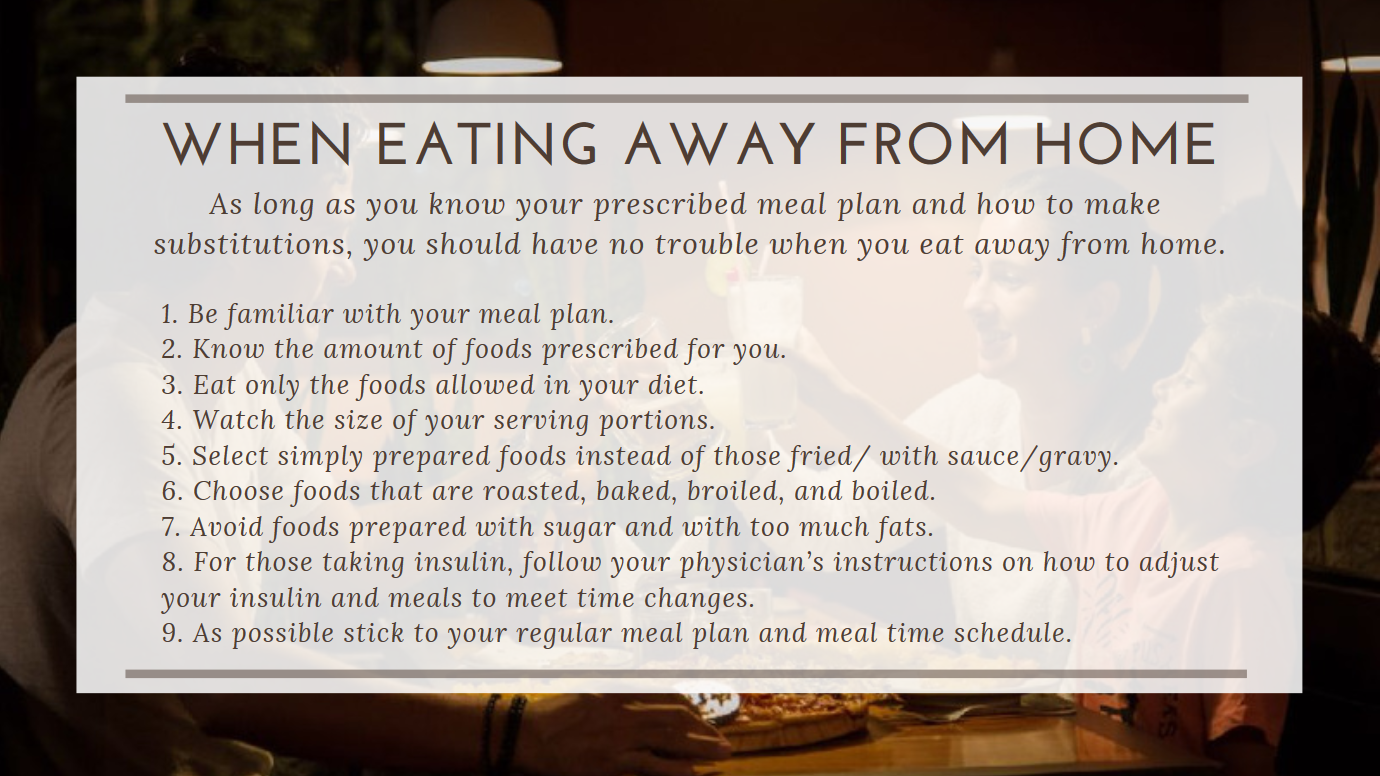 WHEN EATING AWAY FROM HOME
As long as you know your prescribed meal plan and how to make
substitutions, you should have no trouble when you eat away from home.
1. Be familiar with your meal plan.
2. Know the amount of foods prescribed for you.
3. Eat only the foods allowed in your diet.
4. Watch the size of your serving portions.
5. Select simply prepared foods instead of those fried/ with sauce/gravy.
6. Choose foods that are roasted, baked, broiled, and boiled.
7. Avoid foods prepared with sugar and with too much fats.
8. For those taking insulin, follow your physician’s instructions on how to adjust
your insulin and meals to meet time changes.
9. As possible stick to your regular meal plan and meal time schedule.